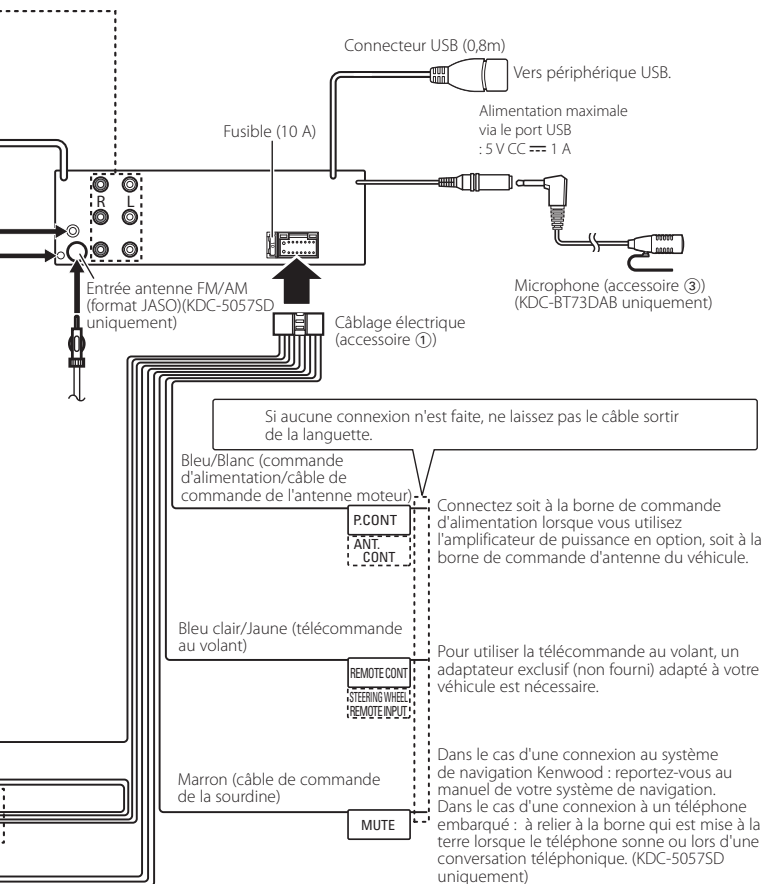 Connecteur USB (0,8m)
Vers périphérique USB.
Alimentation maximale
via le port USB
: 5 V CC ⎓ 1 A
Fusible (10 A)
R L
Entrée antenne FM/AM
(format JASO)(KDC-5057SD
uniquement)
Microphone (accessoire ③)
(KDC-BT73DAB uniquement)
Câblage électrique
(accessoire ①)
Si aucune connexion n'est faite, ne laissez pas le câble sortir
de la languette.
Bleu/Blanc (commande
d'alimentation/câble de
commande de l'antenne moteur)
P.CONT
ANT.
CONT
Connectez soit à la borne de commande
d'alimentation lorsque vous utilisez
l'amplificateur de puissance en option, soit à la
borne de commande d'antenne du véhicule.
Bleu clair/Jaune (télécommande
au volant)
REMOTE CONT
STEERING WHEEL
REMOTE INPUT
Pour utiliser la télécommande au volant, un
adaptateur exclusif (non fourni) adapté à votre
véhicule est nécessaire.
Marron (câble de commande
de la sourdine)
MUTE
Dans le cas d'une connexion au système
de navigation Kenwood : reportez-vous au
manuel de votre système de navigation.
Dans le cas d'une connexion à un téléphone
embarqué : à relier à la borne qui est mise à la
terre lorsque le téléphone sonne ou lors d'une
conversation téléphonique. (KDC-5057SD
uniquement)